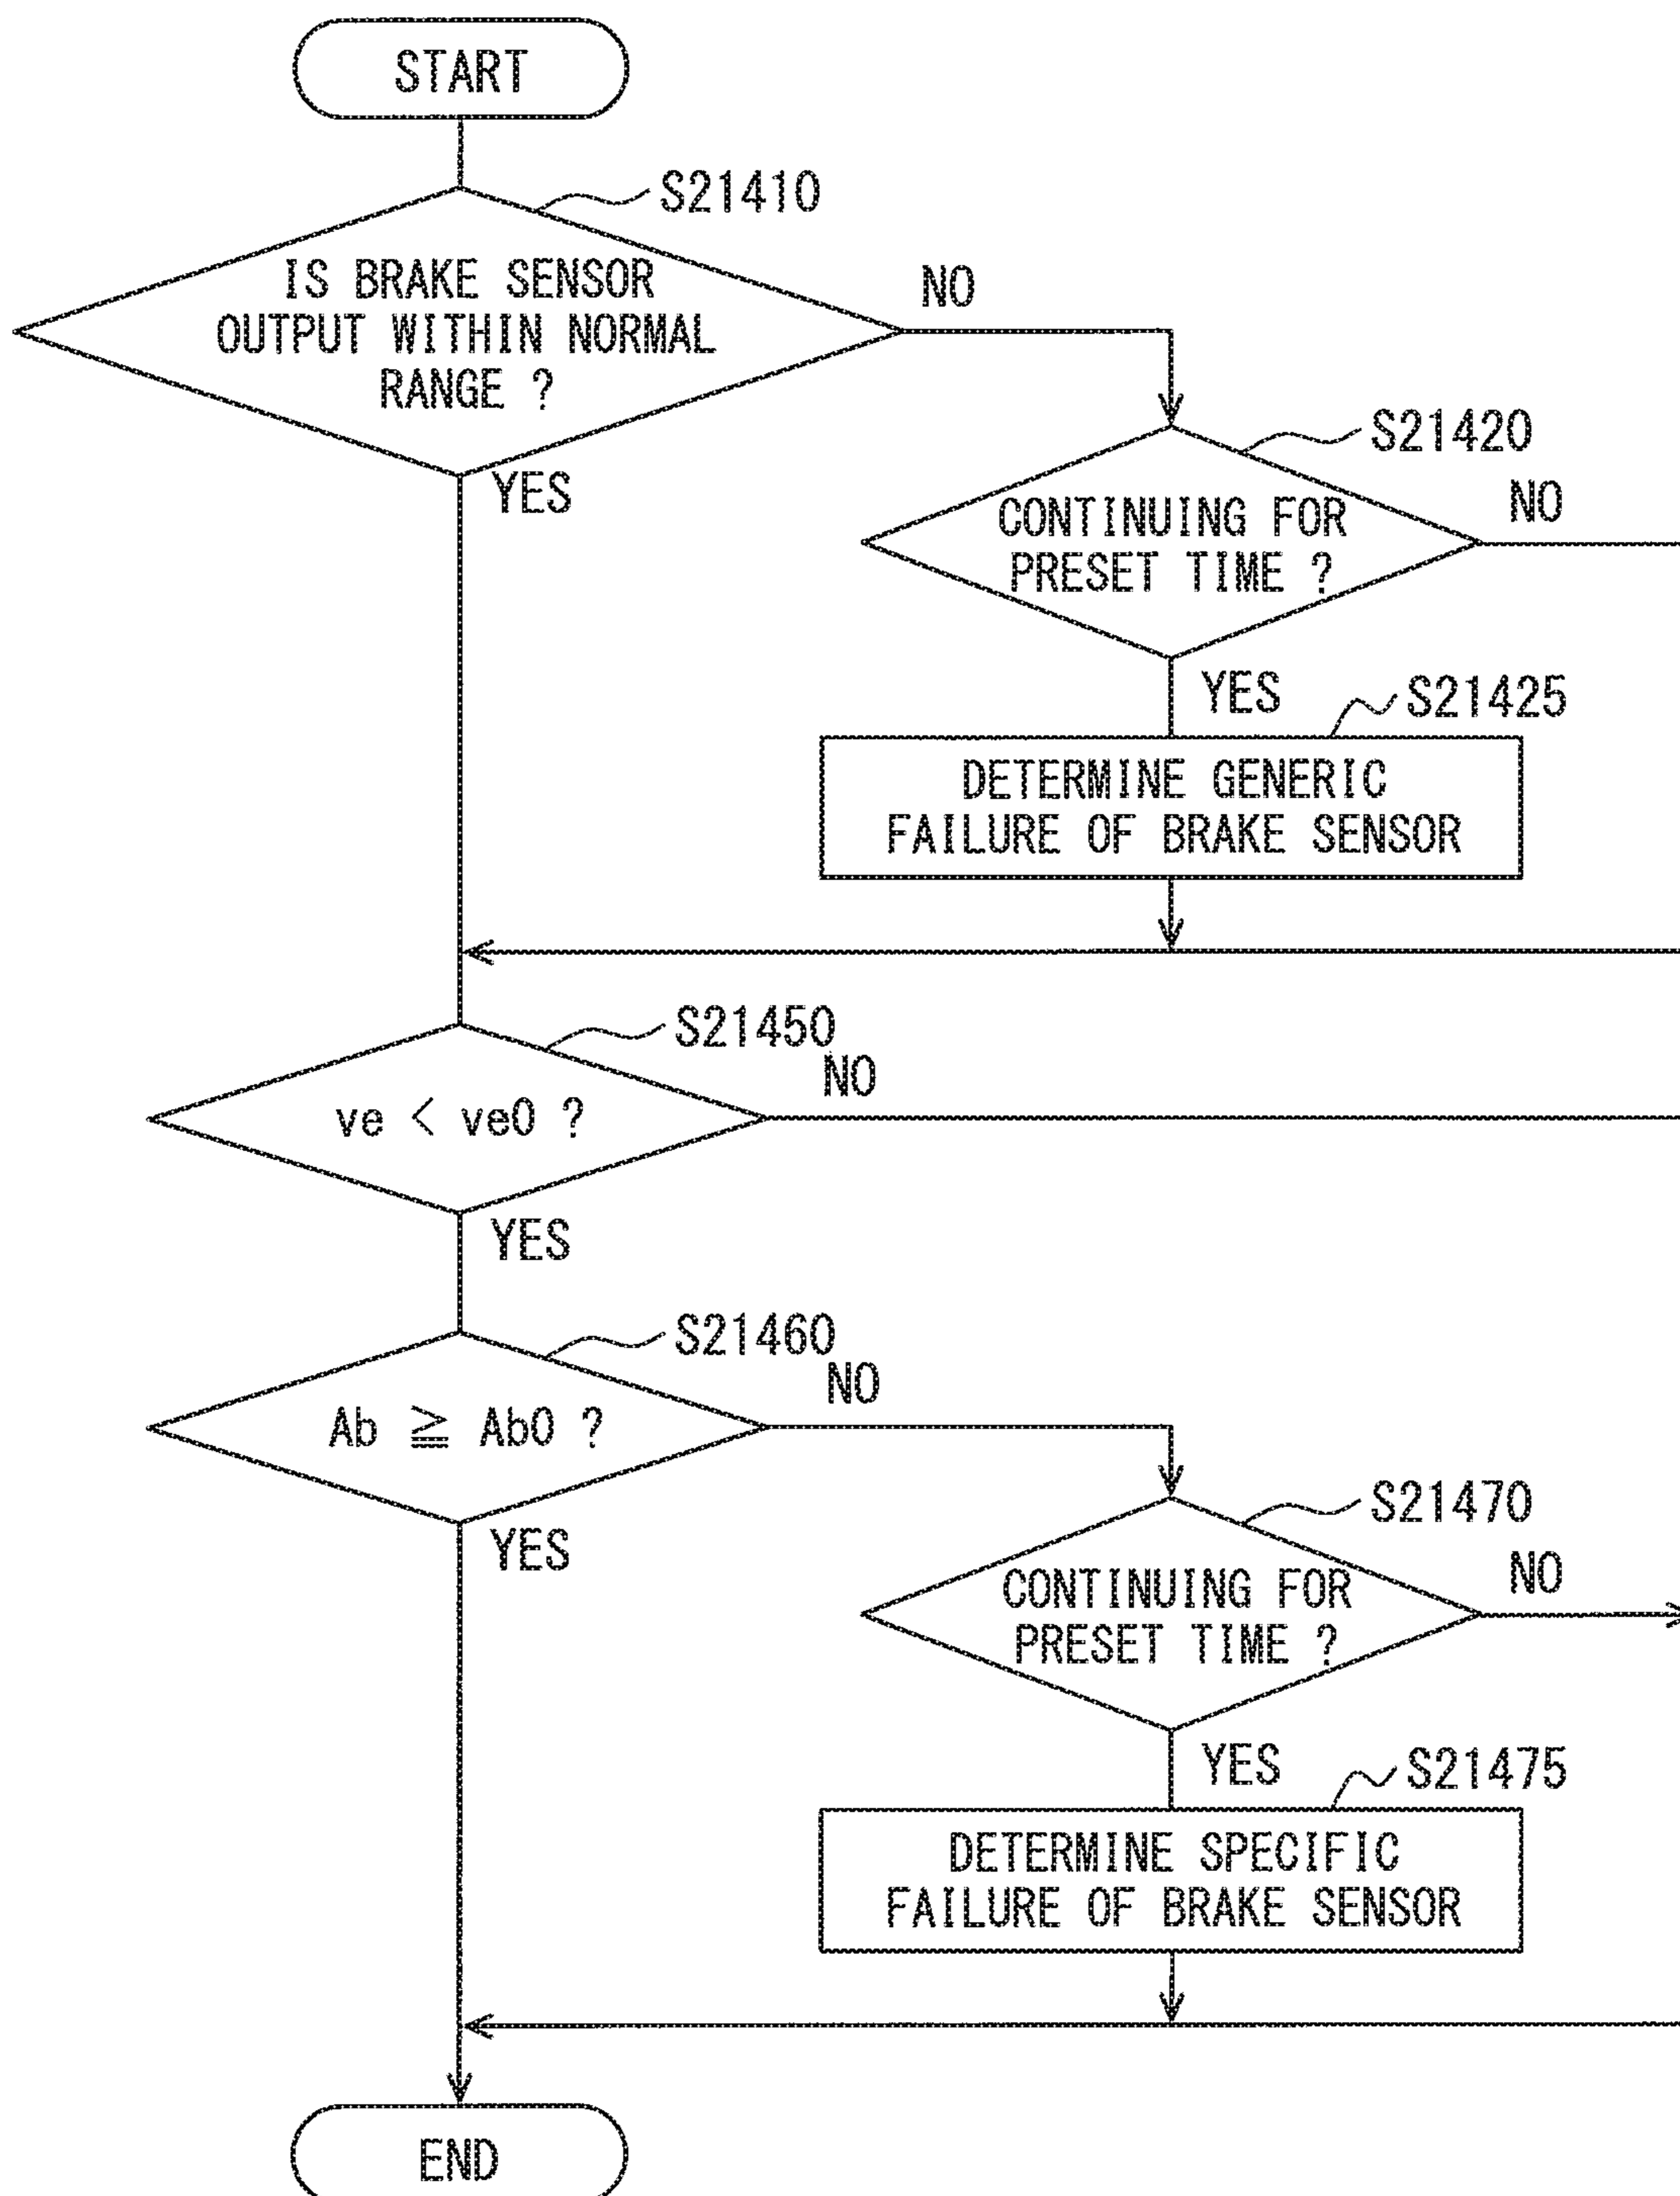 START
S21410
IS BRAKE SENSOR
OUTPUT WITHIN NORMAL
RANGE ?
NO
YES
S21420
CONTINUING FOR
PRESET TIME ?
NO
YES
S21425
DETERMINE GENERIC
FAILURE OF BRAKE SENSOR
S21450
ve < ve0 ?
NO
YES
S21460
Ab ≧ Ab0 ?
NO
YES
S21470
CONTINUING FOR
PRESET TIME ?
NO
YES
S21475
DETERMINE SPECIFIC
FAILURE OF BRAKE SENSOR
END